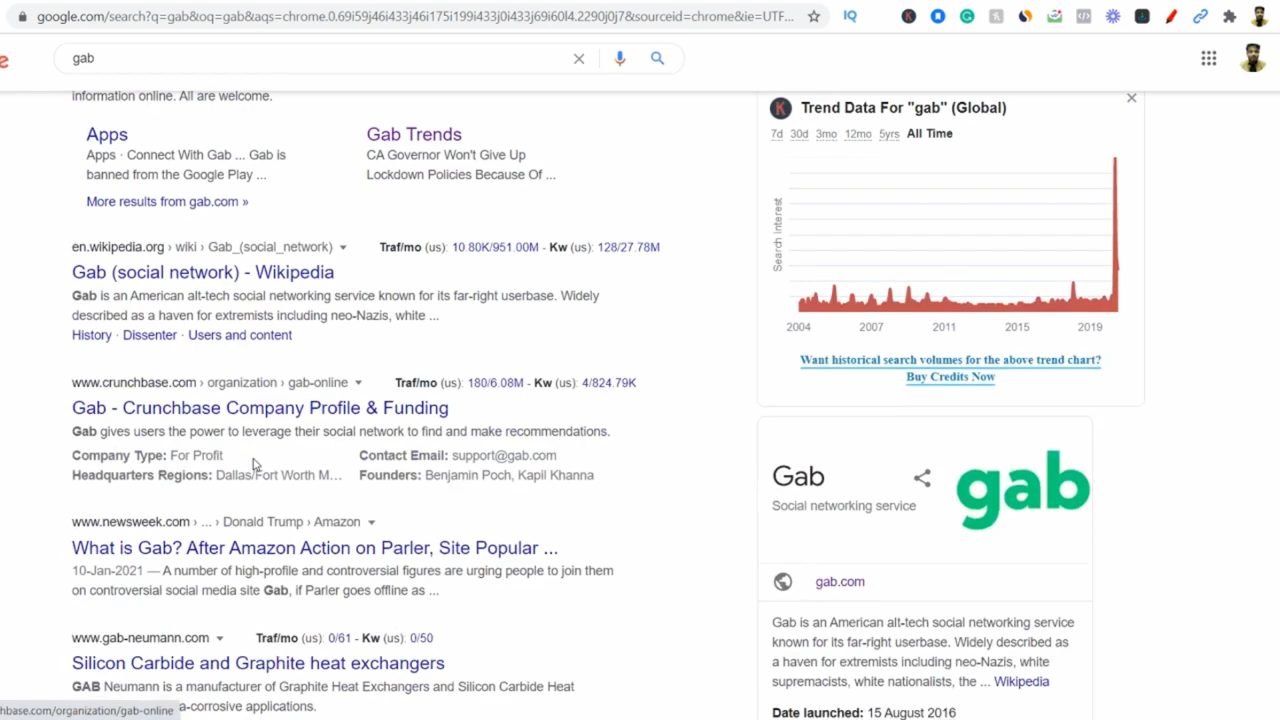 google.com/search?q=gab&oq=gab&aqs=chrome.0.69i59j46i433j46i175i199i433j0i433j69i60l4.2290j0j7&sourceid=chrome&ie=UTF...
gab
information online. All are welcome.
Apps
Apps · Connect With Gab ... Gab is
banned from the Google Play ...
Gab Trends
CA Governor Won't Give Up
Lockdown Policies Because Of ...
More results from gab.com »
en.wikipedia.org › wiki › Gab_(social_network) Traf/mo (us): 10.80K/951.00M - Kw (us): 128/27.78M
Gab (social network) - Wikipedia
Gab is an American alt-tech social networking service known for its far-right userbase. Widely
described as a haven for extremists including neo-Nazis, white ...
History · Dissenter · Users and content
www.crunchbase.com › organization › gab-online Traf/mo (us): 180/6.08M - Kw (us): 4/824.79K
Gab - Crunchbase Company Profile & Funding
Gab gives users the power to leverage their social network to find and make recommendations.
Company Type: For Profit Contact Email: support@gab.com
Headquarters Regions: Dallas/Fort Worth M... Founders: Benjamin Poch, Kapil Khanna
www.newsweek.com › ... › Donald Trump › Amazon
What is Gab? After Amazon Action on Parler, Site Popular ...
10-Jan-2021 — A number of high-profile and controversial figures are urging people to join them
on controversial social media site Gab, if Parler goes offline as ...
www.gab-neumann.com Traf/mo (us): 0/61 - Kw (us): 0/50
Silicon Carbide and Graphite heat exchangers
GAB Neumann is a manufacturer of Graphite Heat Exchangers and Silicon Carbide Heat
a-corrosive applications.
hbase.com/organization/gab-online
K
Trend Data For "gab" (Global)
7d 30d 3mo 12mo 5yrs All Time
Search Interest
2004 2007 2011 2015 2019
Want historical search volumes for the above trend chart?
Buy Credits Now
Gab
Social networking service
gab
gab.com
Gab is an American alt-tech social networking service
known for its far-right userbase. Widely described as
a haven for extremists including neo-Nazis, white
supremacists, white nationalists, the ... Wikipedia
Date launched: 15 August 2016